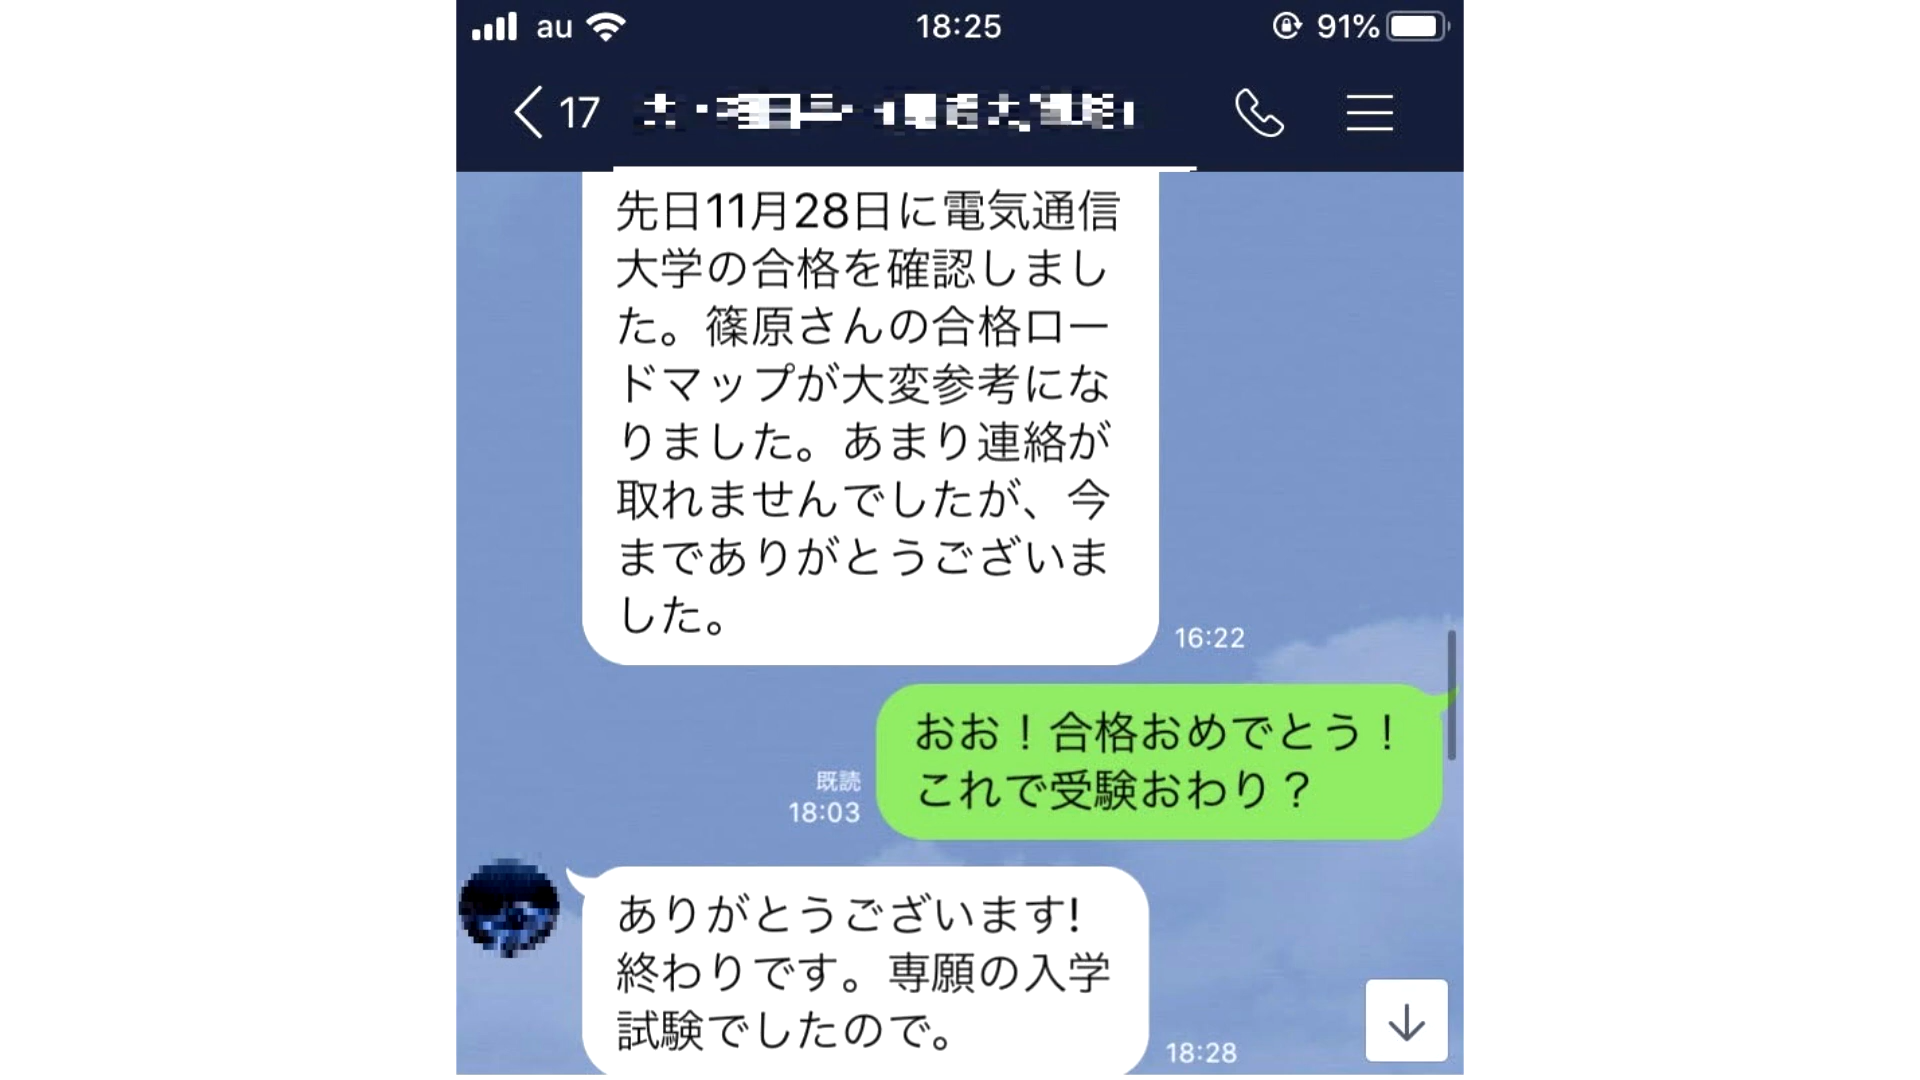 au
18:25
91%
17
先日11月28日に電気通信
大学の合格を確認しまし
た。篠原さんの合格ロー
ドマップが大変参考にな
りました。あまり連絡が
取れませんでしたが、今
までありがとうございま
した。
16:22
おお！合格おめでとう！
これで受験おわり？
既読
18:03
ありがとうございます!
終わりです。専願の入学
試験でしたので。
18:28